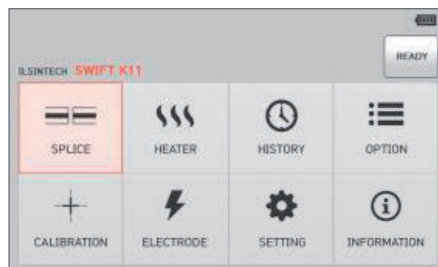 READY
ILSINTECH SWIFT K11
SPLICE HEATER HISTORY OPTION
CALIBRATION ELECTRODE SETTING INFORMATION